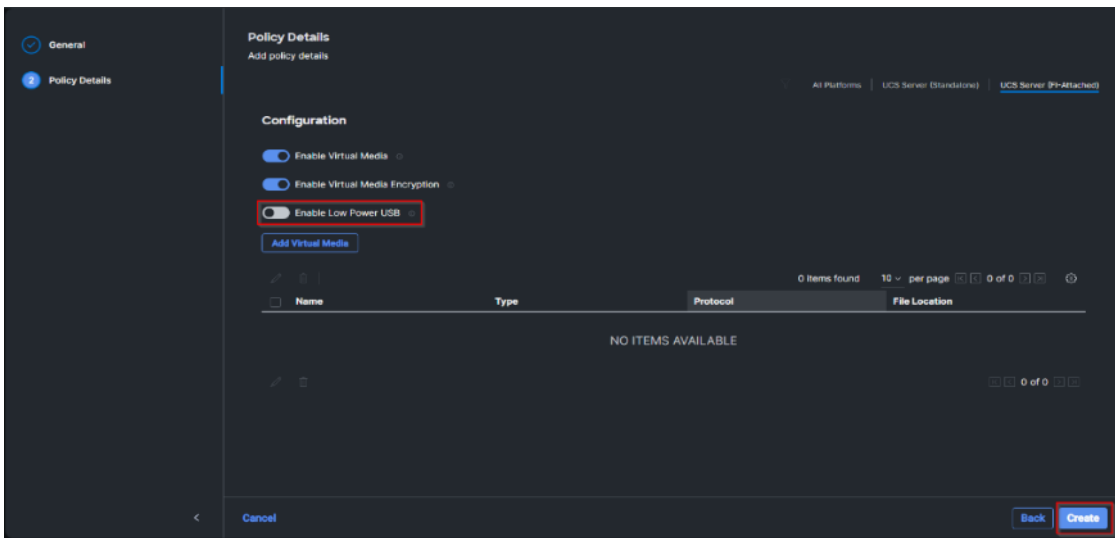 General
2 Policy Details
Policy Details
Add policy details
All Platforms | UCS Server (Standalone) | UCS Server (FI-Attached)
Configuration
Enable Virtual Media
Enable Virtual Media Encryption
Enable Low Power USB
Add Virtual Media
0 items found 10 per page 0 of 0
Name Type Protocol File Location
NO ITEMS AVAILABLE
0 of 0
Cancel Back Create